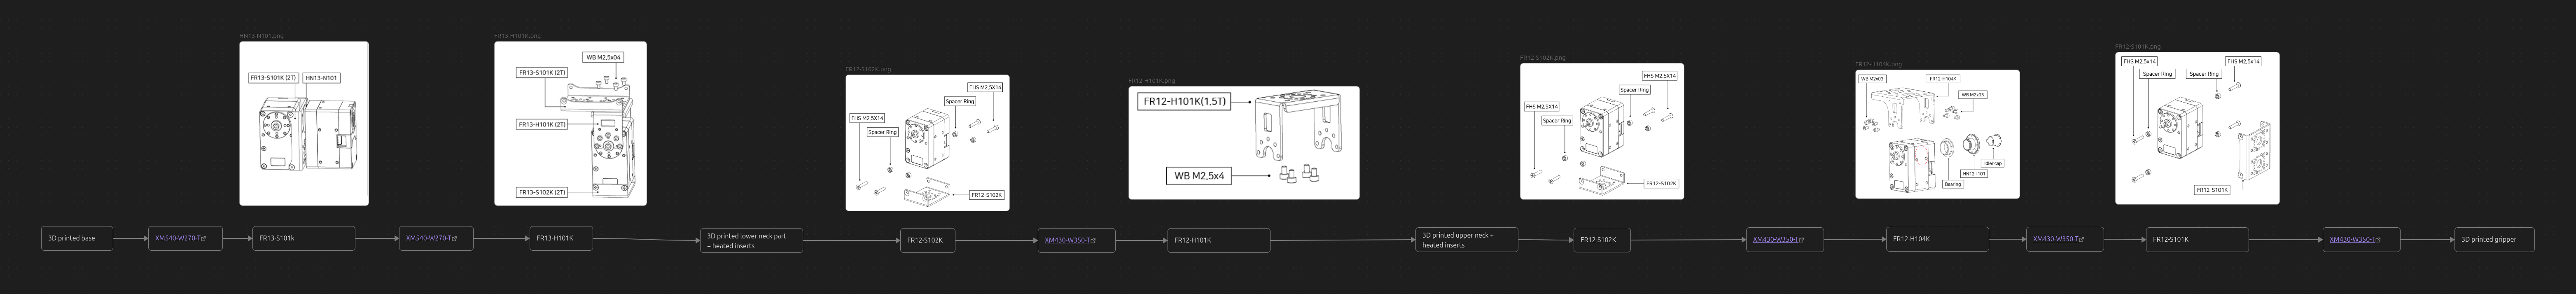 HN13-N101.png
FR13-S101K (2T)
HN13-N101
FR13-H101K.png
WB M2.5x04
FR13-S101K (2T)
FR13-H101K (2T)
FR13-S102K (2T)
FR12-S102K.png
FHS M2.5X14
Spacer Ring
FHS M2.5X14
Spacer Ring
FR12-S102K
FR12-H101K.png
FR12-H101K(1,5T)
WB M2,5x4
FR12-S102K.png
FHS M2.5X14
Spacer Ring
FHS M2.5X14
Spacer Ring
FR12-S102K
FR12-H104K.png
WB M2x03
FR12-H104K
WB M2x03
Idler cap
HN12-I101
Bearing
FR12-S101K.png
FHS M2.5x14
Spacer Ring
Spacer Ring
FHS M2.5x14
FR12-S101K
3D printed base
XM540-W270-T
FR13-S101k
XM540-W270-T
FR13-H101K
3D printed lower neck part
+ heated inserts
FR12-S102K
XM430-W350-T
FR12-H101K
3D printed upper neck +
heated inserts
FR12-S102K
XM430-W350-T
FR12-H104K
XM430-W350-T
FR12-S101K
XM430-W350-T
3D printed gripper